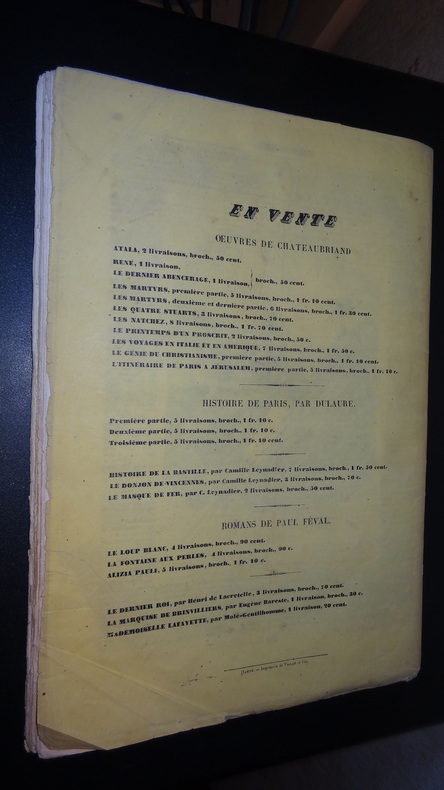 EN VENTE
ŒUVRES DE CHATEAUBRIAND
ATALA, 2 livraisons, broch., 50 cent.
RENÉ, 1 livraison,
LE DERNIER ABENCERAGE, 1 livraison, broch., 50 cent.
LES MARTYRS, première partie, 5 livraisons, broch., 1 fr. 10 cent.
LES MARTYRS, deuxième et dernière partie, 6 livraisons, broch., 1 fr. 30 cent.
LES QUATRE STUARTS, 3 livraisons, broch., 70 cent.
LES NATCHEZ, 8 livraisons, broch., 1 fr. 70 cent.
LE PRINTEMPS D'UN PROSCRIT, 2 livraisons, broch., 50 c.
LES VOYAGES EN ITALIE ET EN AMÉRIQUE, 7 livraisons, broch., 1 fr. 50 c.
LE GÉNIE DU CHRISTIANISME, première partie, 5 livraisons, broch., 1 fr. 10 cent.
L'ITINÉRAIRE DE PARIS A JÉRUSALEM, première partie, 5 livraisons, broch., 1 fr. 10 c.
HISTOIRE DE PARIS, PAR DULAURE.
Première partie, 5 livraisons, broch., 1 fr. 10 c.
Deuxième partie, 5 livraisons, broch., 1 fr. 10 c.
Troisième partie, 5 livraisons, broch., 1 fr. 10 cent.
HISTOIRE DE LA BASTILLE, par Camille Leynadier, 7 livraisons, broch., 1 fr. 50 cent.
LE DONJON DE VINCENNES, par Camille Leynadier, 3 livraisons, broch., 70 c.
LE MASQUE DE FER, par C. Leynadier, 2 livraisons, broch., 50 cent.
ROMANS DE PAUL FÉVAL.
LE LOUP BLANC, 4 livraisons, broch., 90 cent.
LA FONTAINE AUX PERLES, 4 livraisons, broch., 90 c.
ALIZIA PAULI, 5 livraisons, broch., 1 fr. 10 c.
LE DERNIER ROI, par Henri de Lacretelle, 3 livraisons, broch., 70 cent.
LA MARQUISE DE BRINVILLIERS, par Eugène Bareste, 1 livraison, broch., 30 c.
MADEMOISELLE LAFAYETTE, par Molé-Gentilhomme, 1 livraison, 20 cent.